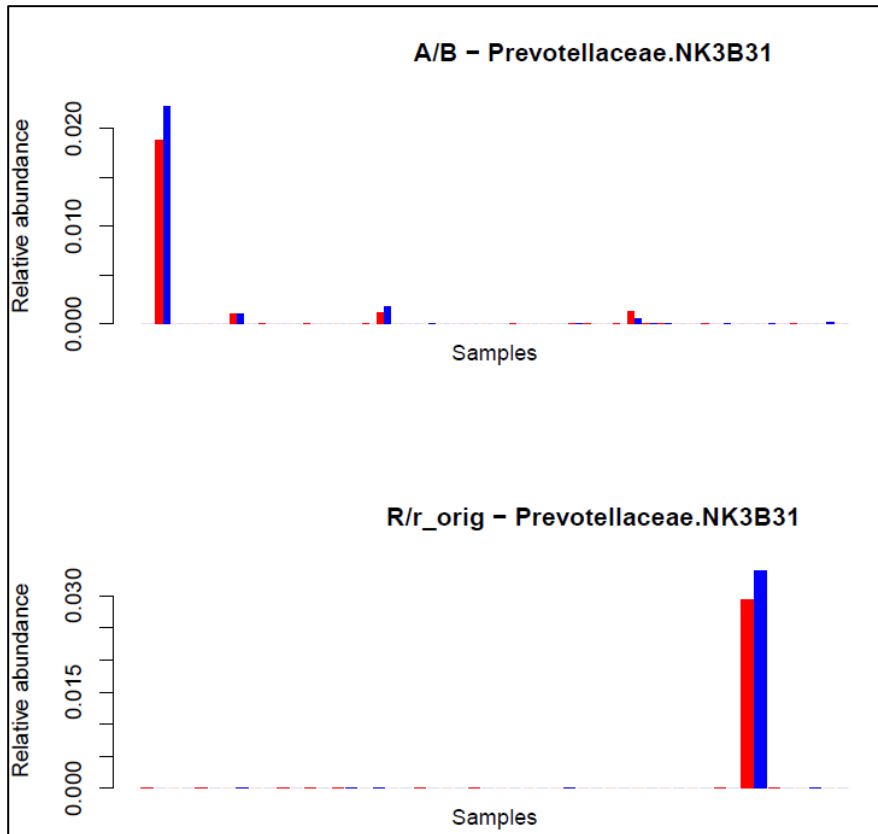 A/B − Prevotellaceae.NK3B31
Relative abundance
0.020
0.010
0.000
Samples
R/r_orig − Prevotellaceae.NK3B31
Relative abundance
0.030
0.015
0.000
Samples